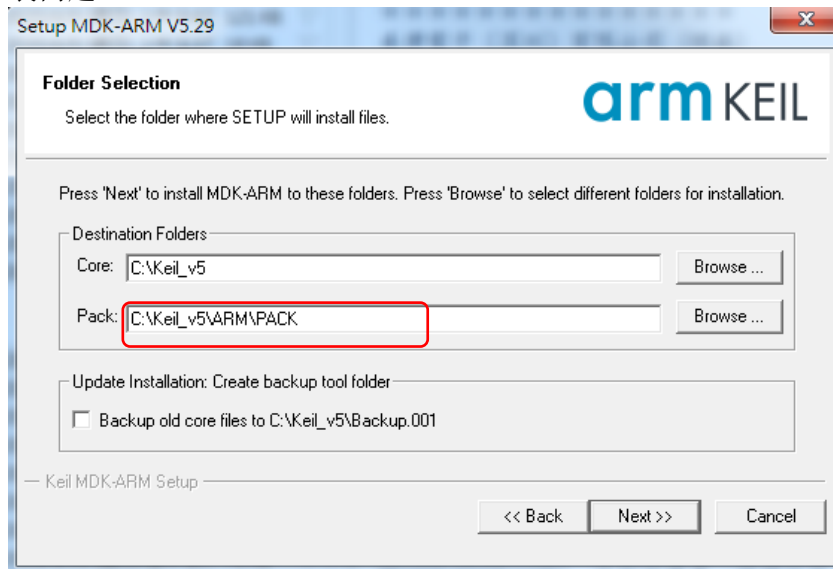 Setup MDK-ARM V5.29
Folder Selection
arm KEIL
Select the folder where SETUP will install files.
Press 'Next' to install MDK-ARM to these folders. Press 'Browse' to select different folders for installation.
Destination Folders
Core: C:\Keil_v5 Browse ...
Pack: C:\Keil_v5\ARM\PACK Browse ...
Update Installation: Create backup tool folder
Backup old core files to C:\Keil_v5\Backup.001
Keil MDK-ARM Setup
<< Back Next >> Cancel